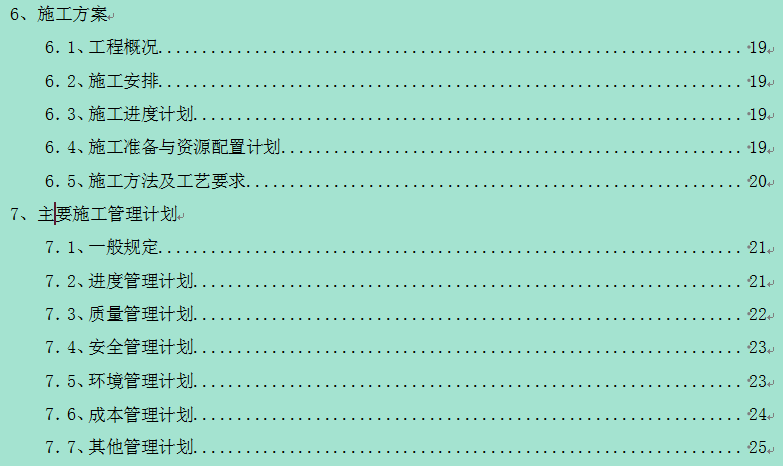 6、施工方案
6.1、工程概况................................................................19
6.2、施工安排................................................................19
6.3、施工进度计划............................................................19
6.4、施工准备与资源配置计划..................................................19
6.5、施工方法及工艺要求......................................................20
7、主要施工管理计划
7.1、一般规定................................................................21
7.2、进度管理计划............................................................21
7.3、质量管理计划............................................................22
7.4、安全管理计划............................................................23
7.5、环境管理计划............................................................23
7.6、成本管理计划............................................................24
7.7、其他管理计划............................................................25